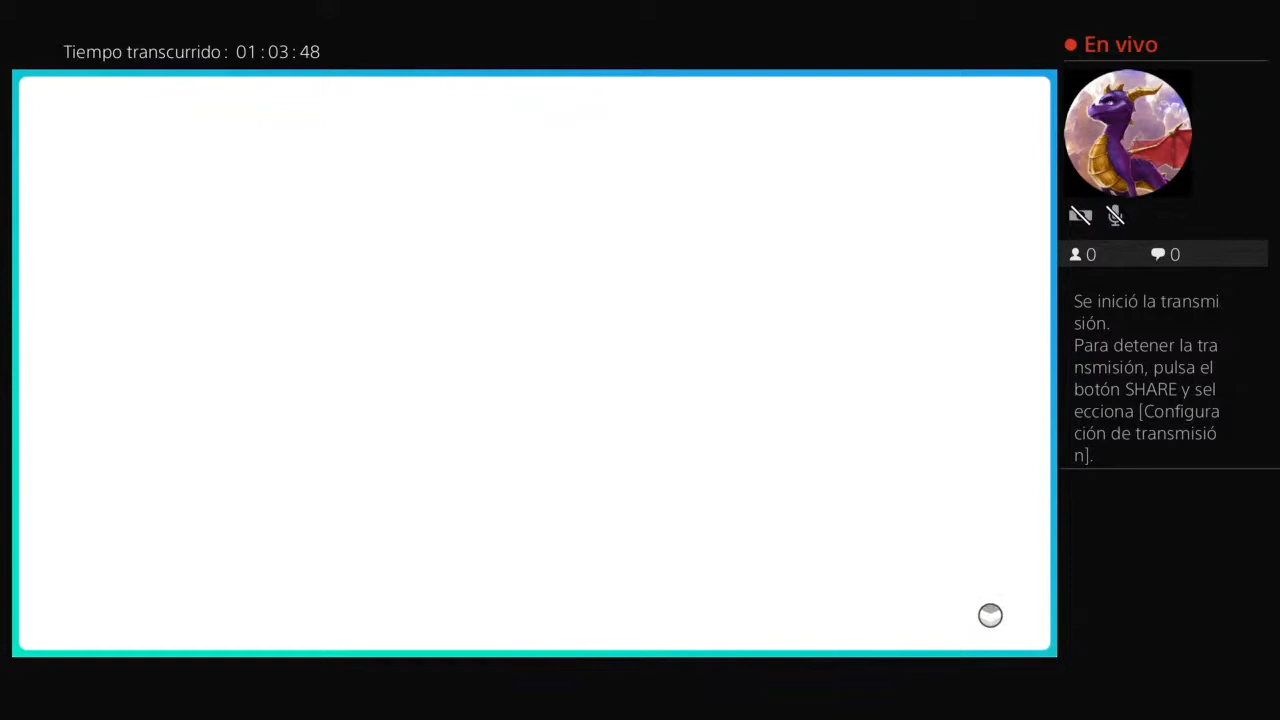 Tiempo transcurrido: 01:03:48
En vivo
0
0
Se inició la transmi
sión.
Para detener la tra
nsmisión, pulsa el
botón SHARE y sel
ecciona [Configura
ción de transmisió
n].